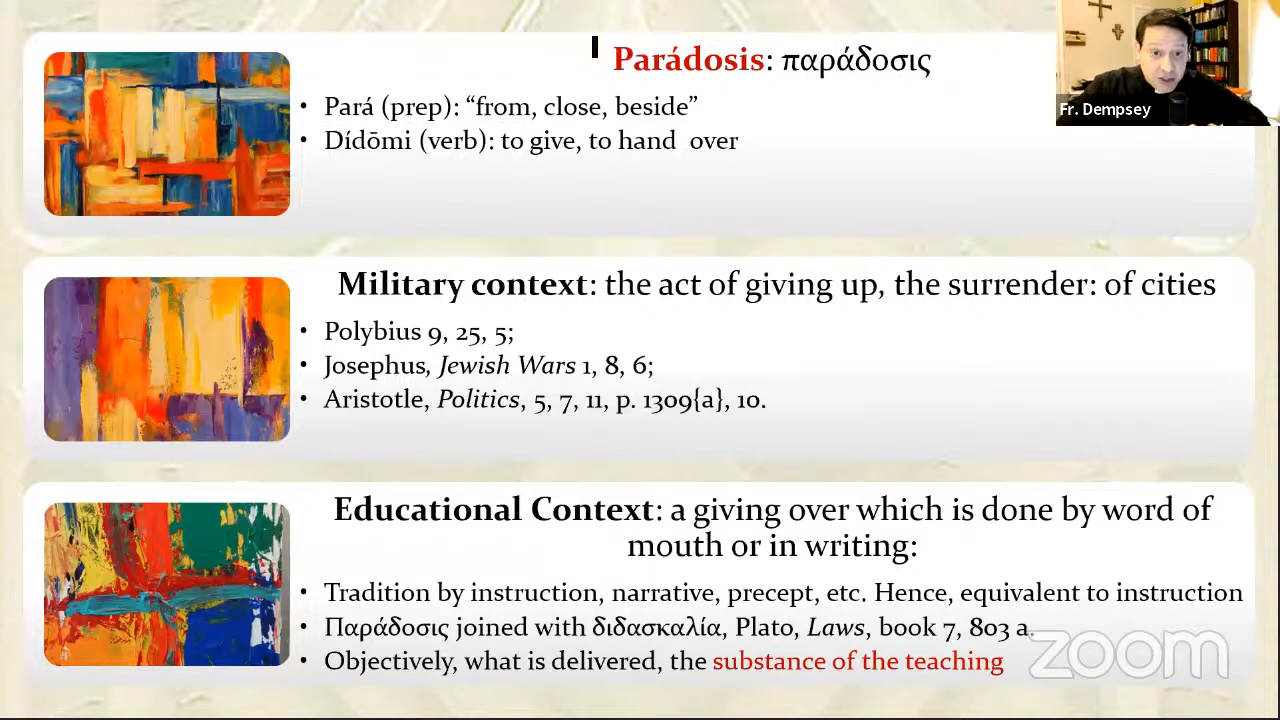 Parádosis: παράδοσις
Fr. Dempsey
• Pará (prep): “from, close, beside”
• Dídōmi (verb): to give, to hand  over
Military context: the act of giving up, the surrender: of cities
• Polybius 9, 25, 5;
• Josephus, Jewish Wars 1, 8, 6;
• Aristotle, Politics, 5, 7, 11, p. 1309{a}, 10.
Educational Context: a giving over which is done by word of
mouth or in writing:
• Tradition by instruction, narrative, precept, etc. Hence, equivalent to instruction
• Παράδοσις joined with διδασκαλία, Plato, Laws, book 7, 803 a.
• Objectively, what is delivered, the substance of the teaching
zoom